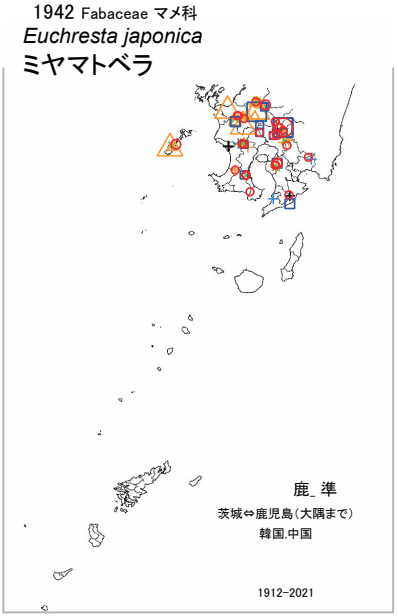 1942 Fabaceae マメ科
Euchresta japonica
ミヤマトベラ
鹿_準
茨城⇔鹿児島（大隅まで）
韓国.中国
1912-2021